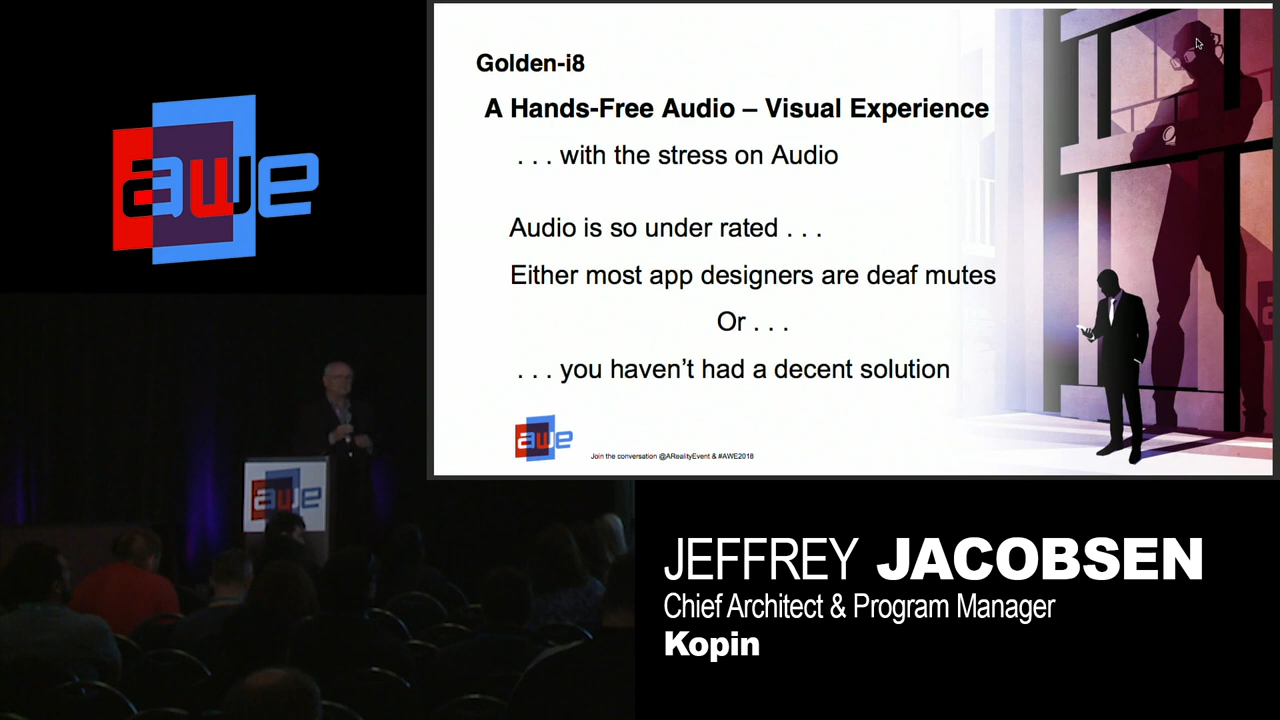 awe
Golden-i8
A Hands-Free Audio – Visual Experience
. . . with the stress on Audio
Audio is so under rated . . .
Either most app designers are deaf mutes
Or . . .
. . . you haven't had a decent solution
awe
Join the conversation @ARealityEvent & #AWE2018
awe
JEFFREY JACOBSEN
Chief Architect & Program Manager
Kopin